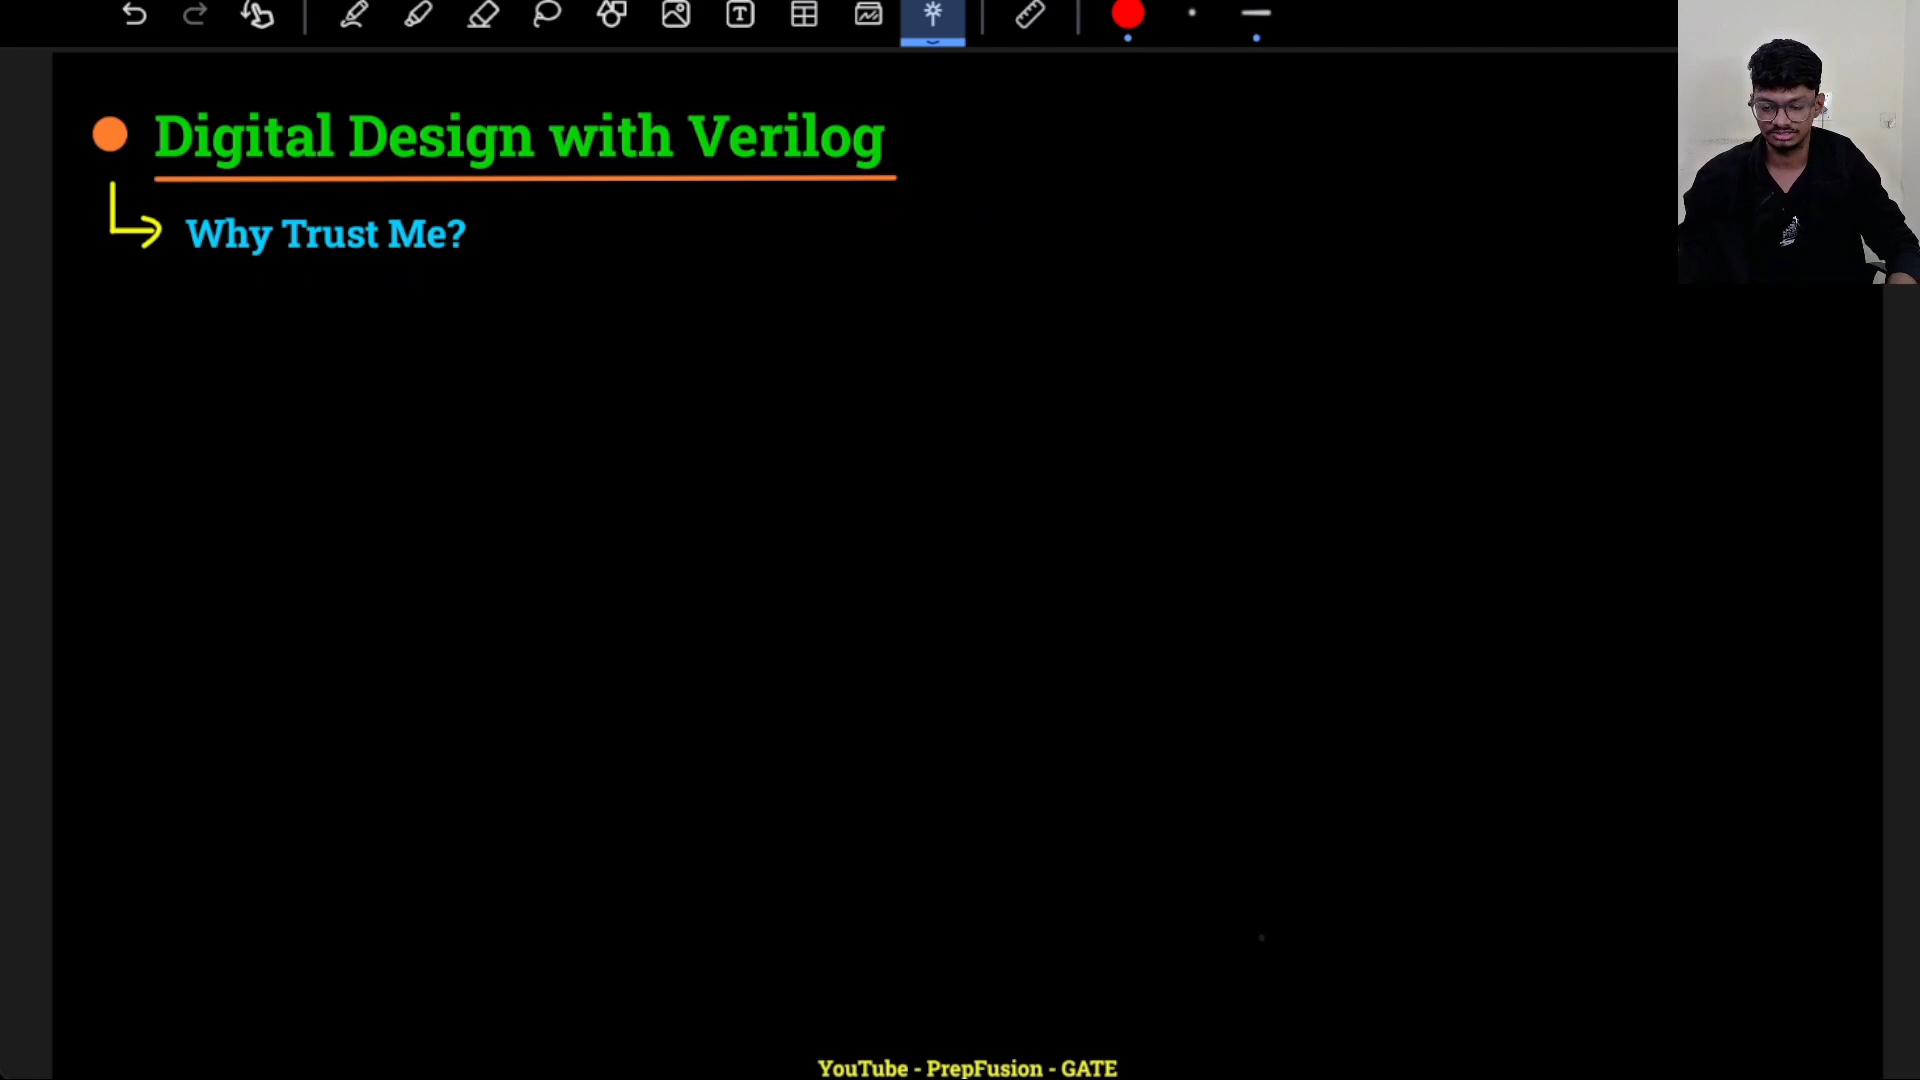 Digital Design with Verilog
Why Trust Me?
YouTube - PrepFusion - GATE